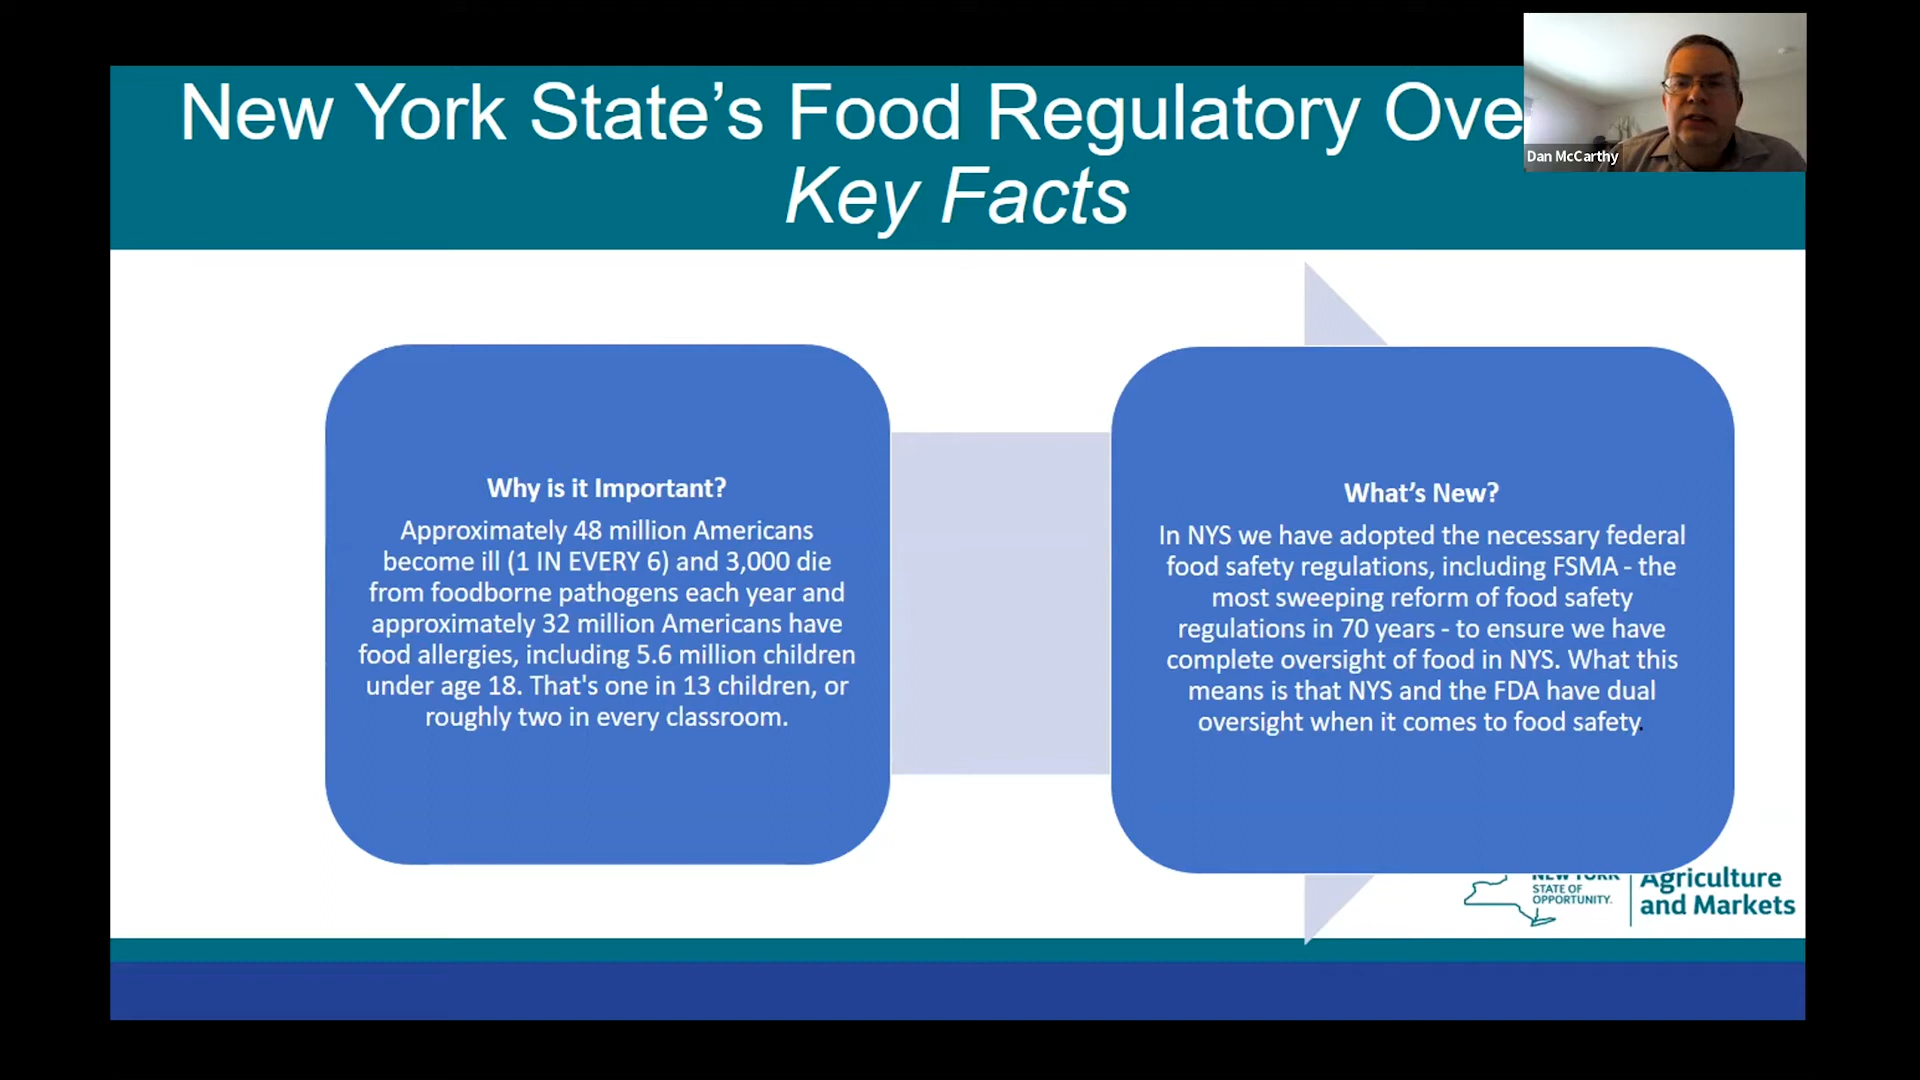 New York State’s Food Regulatory Ove
Key Facts
Dan McCarthy
Why is it Important?
Approximately 48 million Americans
become ill (1 IN EVERY 6) and 3,000 die
from foodborne pathogens each year and
approximately 32 million Americans have
food allergies, including 5.6 million children
under age 18. That's one in 13 children, or
roughly two in every classroom.
What’s New?
In NYS we have adopted the necessary federal
food safety regulations, including FSMA - the
most sweeping reform of food safety
regulations in 70 years - to ensure we have
complete oversight of food in NYS. What this
means is that NYS and the FDA have dual
oversight when it comes to food safety.
NEW YORK
STATE OF
OPPORTUNITY.
Agriculture
and Markets